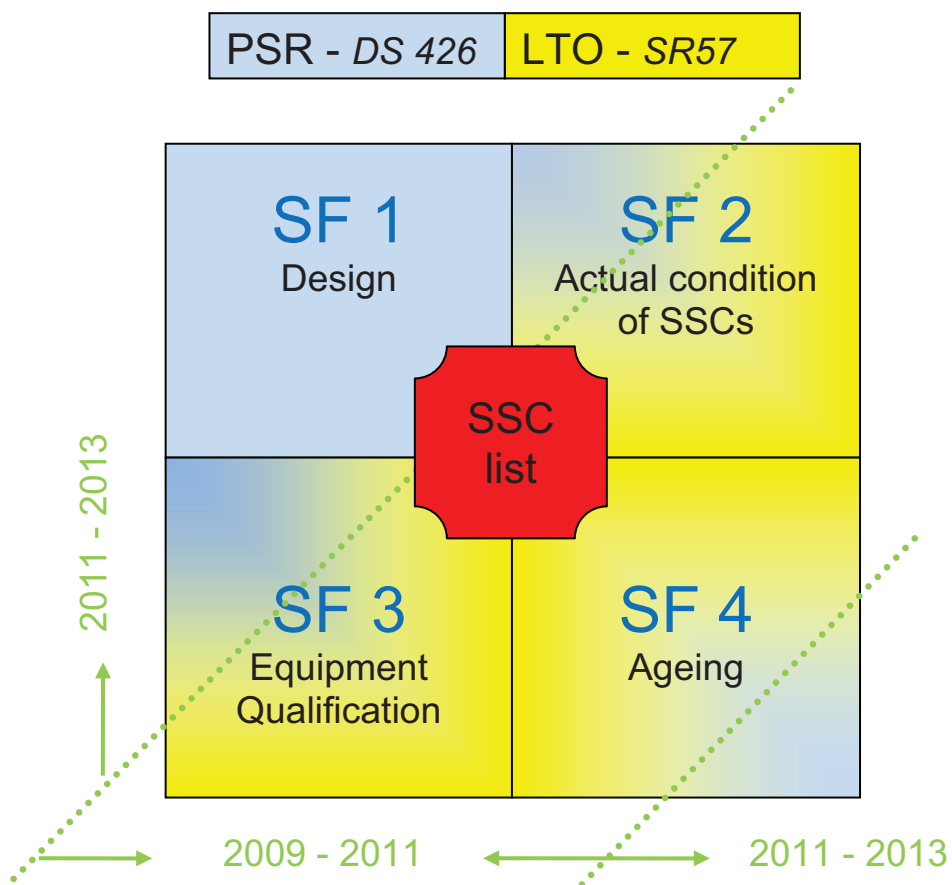 PSR - DS 426 LTO - SR57
SF 1
Design
SF 2
Actual condition
of SSCs
SSC
list
SF 3
Equipment
Qualification
SF 4
Ageing
2011 - 2013
2009 - 2011
2011 - 2013